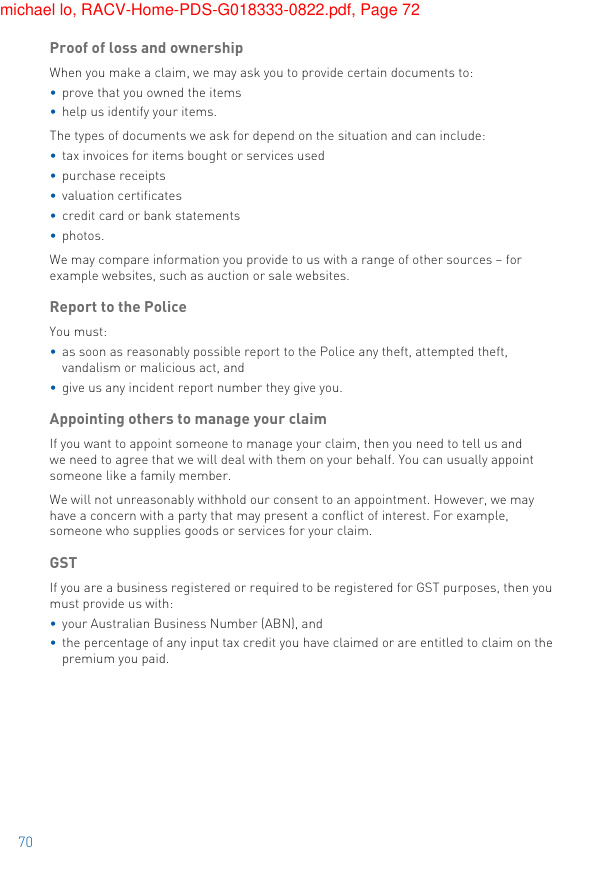 michael lo, RACV-Home-PDS-G018333-0822.pdf, Page 72
Proof of loss and ownership
When you make a claim, we may ask you to provide certain documents to:
• prove that you owned the items
• help us identify your items.
The types of documents we ask for depend on the situation and can include:
• tax invoices for items bought or services used
• purchase receipts
• valuation certificates
• credit card or bank statements
• photos.
We may compare information you provide to us with a range of other sources – for
example websites, such as auction or sale websites.
Report to the Police
You must:
• as soon as reasonably possible report to the Police any theft, attempted theft,
vandalism or malicious act, and
• give us any incident report number they give you.
Appointing others to manage your claim
If you want to appoint someone to manage your claim, then you need to tell us and
we need to agree that we will deal with them on your behalf. You can usually appoint
someone like a family member.
We will not unreasonably withhold our consent to an appointment. However, we may
have a concern with a party that may present a conflict of interest. For example,
someone who supplies goods or services for your claim.
GST
If you are a business registered or required to be registered for GST purposes, then you
must provide us with:
• your Australian Business Number (ABN), and
• the percentage of any input tax credit you have claimed or are entitled to claim on the
premium you paid.
70